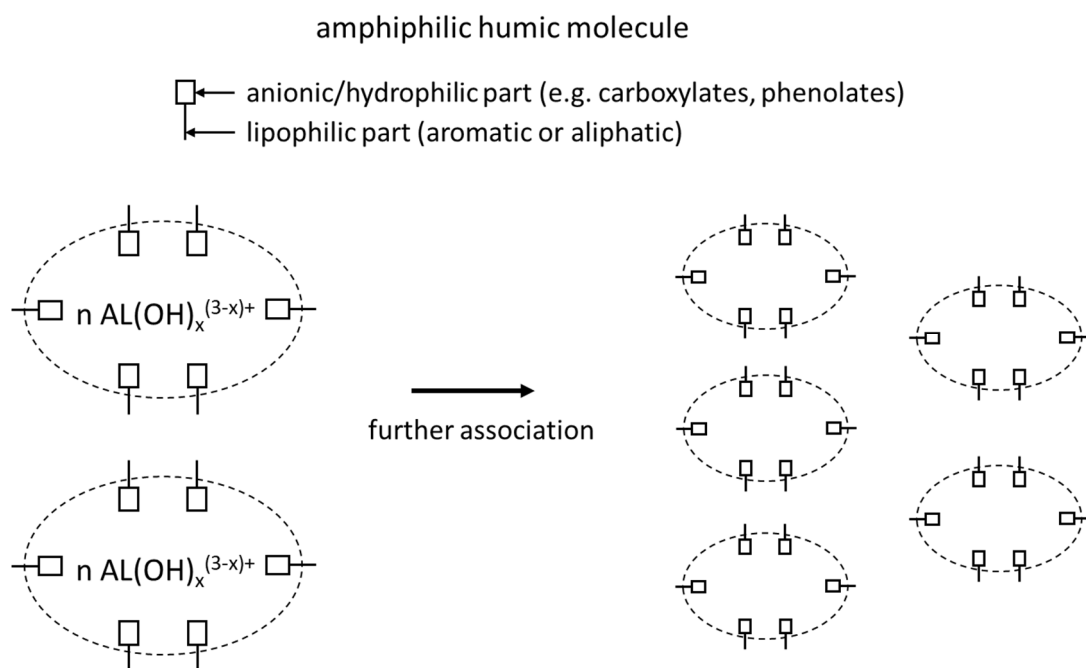 amphiphilic humic molecule
anionic/hydrophilic part (e.g. carboxylates, phenolates)
lipophilic part (aromatic or aliphatic)
n AL(OH)ₓ⁽³⁻ˣ⁾⁺
further association
n AL(OH)ₓ⁽³⁻ˣ⁾⁺